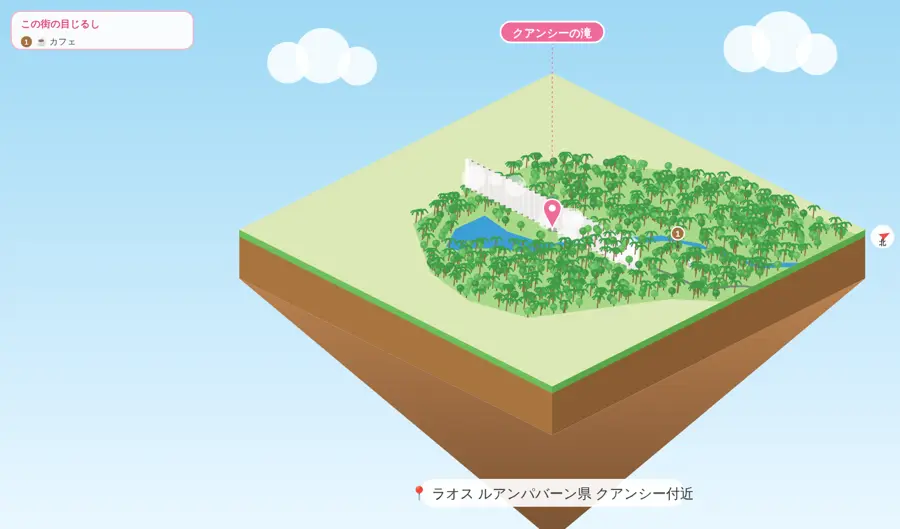 この街の目じるし
1 ☕ カフェ
クアンシーの滝
1
北
📍 ラオス ルアンパバーン県 クアンシー付近